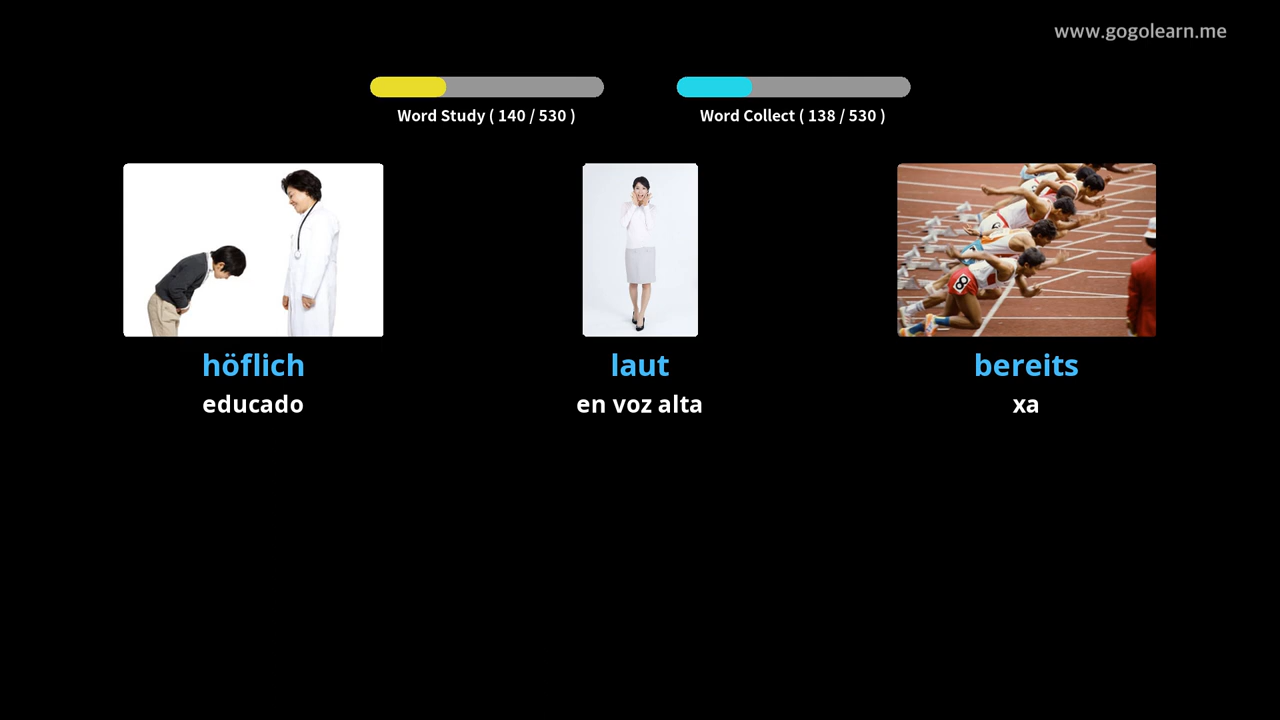 www.gogolearn.me
Word Study ( 140 / 530 )
Word Collect ( 138 / 530 )
höflich
educado
laut
en voz alta
bereits
xa